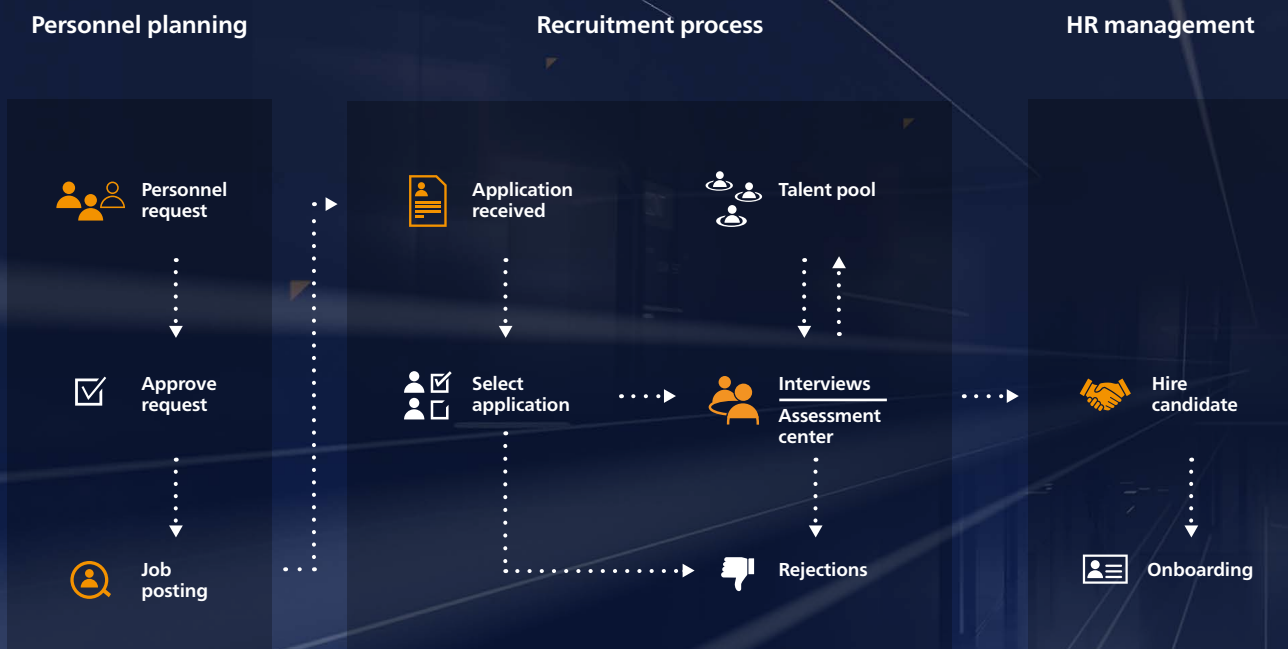 Personnel planning
Recruitment process
HR management
Personnel
request
Approve
request
Job
posting
Application
received
Select
application
Talent pool
Interviews
Assessment
center
Rejections
Hire
candidate
Onboarding